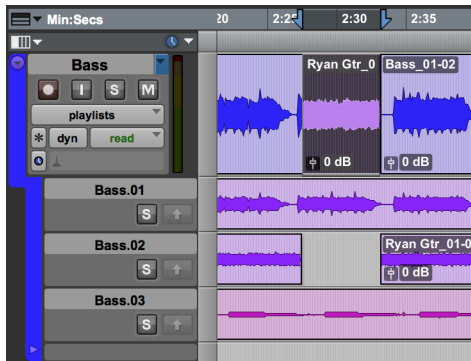 Min:Secs
20
2:25
2:30
2:35
Bass
Ryan Gtr_0
Bass_01-02
I
S
M
playlists
dyn
read
0 dB
0 dB
Bass.01
S
Bass.02
Ryan Gtr_01-0
S
0 dB
Bass.03
S